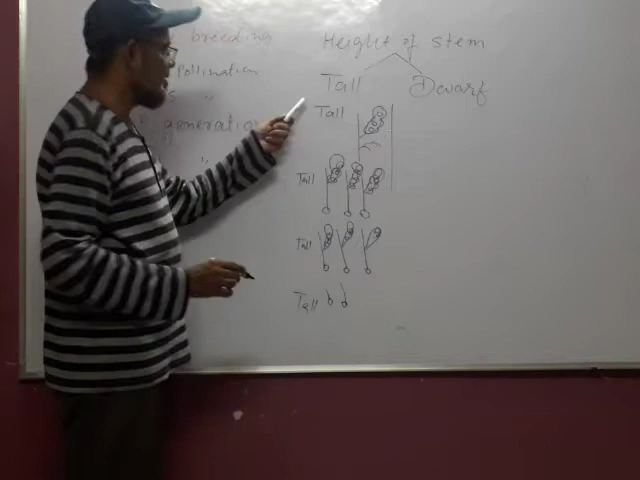 breeding
Pollination
s "
generation
"
Height of stem
Tall Dwarf
Tall
Tall
Tall
Tall